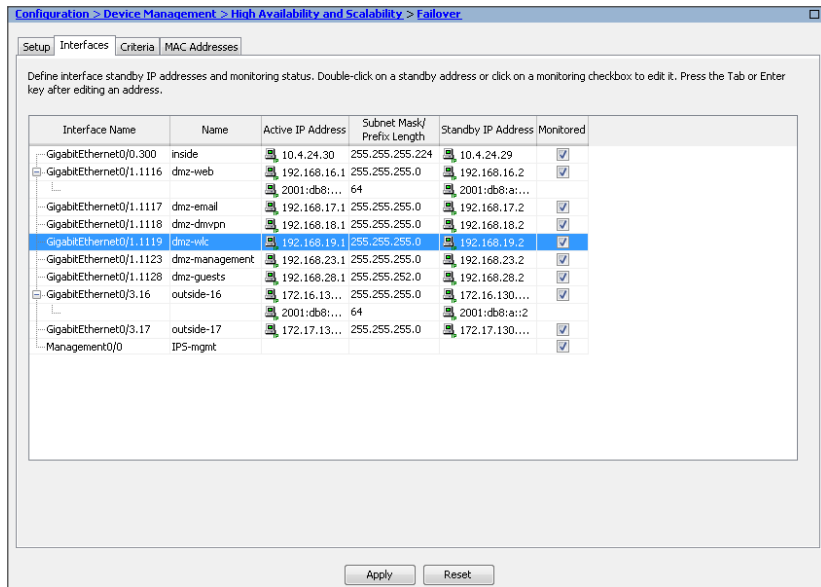 Configuration > Device Management > High Availability and Scalability > Failover
Setup Interfaces Criteria MAC Addresses
Define interface standby IP addresses and monitoring status. Double-click on a standby address or click on a monitoring checkbox to edit it. Press the Tab or Enter
key after editing an address.
Interface Name Name Active IP Address Subnet Mask/ Prefix Length Standby IP Address Monitored
GigabitEthernet0/0.300 inside 10.4.24.30 255.255.255.224 10.4.24.29
GigabitEthernet0/1.1116 dmz-web 192.168.16.1 255.255.255.0 192.168.16.2
2001:db8:... 64 2001:db8:a:...
GigabitEthernet0/1.1117 dmz-email 192.168.17.1 255.255.255.0 192.168.17.2
GigabitEthernet0/1.1118 dmz-dmvpn 192.168.18.1 255.255.255.0 192.168.18.2
GigabitEthernet0/1.1119 dmz-wlc 192.168.19.1 255.255.255.0 192.168.19.2
GigabitEthernet0/1.1123 dmz-management 192.168.23.1 255.255.255.0 192.168.23.2
GigabitEthernet0/1.1128 dmz-guests 192.168.28.1 255.255.252.0 192.168.28.2
GigabitEthernet0/3.16 outside-16 172.16.13... 255.255.255.0 172.16.130....
2001:db8:... 64 2001:db8:a::2
GigabitEthernet0/3.17 outside-17 172.17.13... 255.255.255.0 172.17.130....
Management0/0 IPS-mgmt
Apply Reset